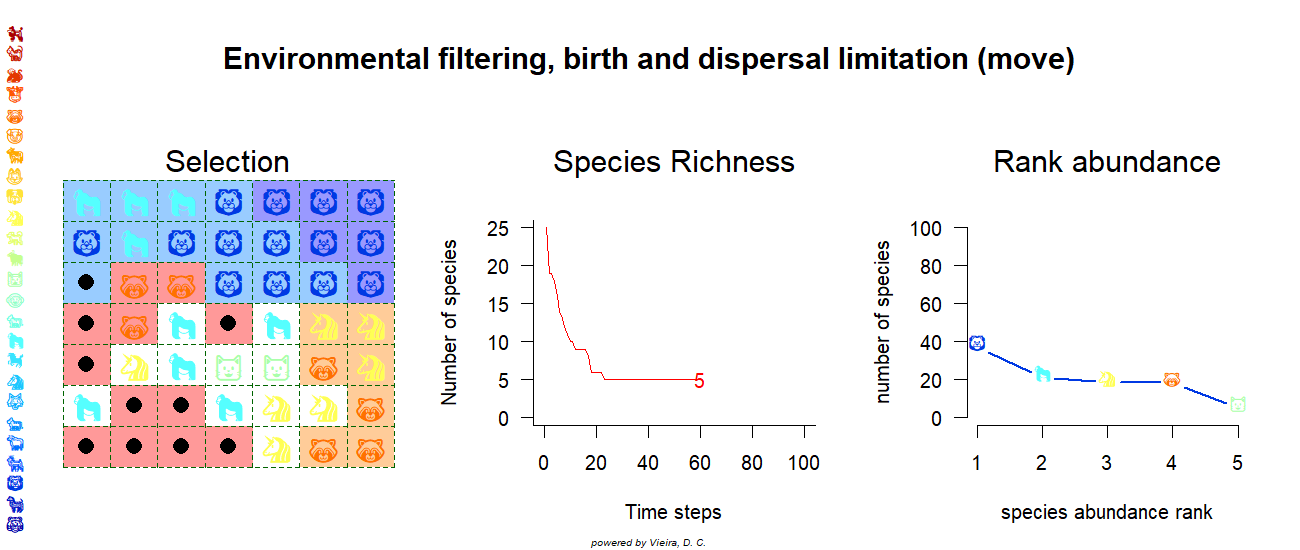 Environmental filtering, birth and dispersal limitation (move)
Selection
Species Richness
Number of species
25
20
15
10
5
0
5
0 20 40 60 80 100
Time steps
Rank abundance
number of species
100
80
60
40
20
0
1 2 3 4 5
species abundance rank
powered by Vieira, D. C.